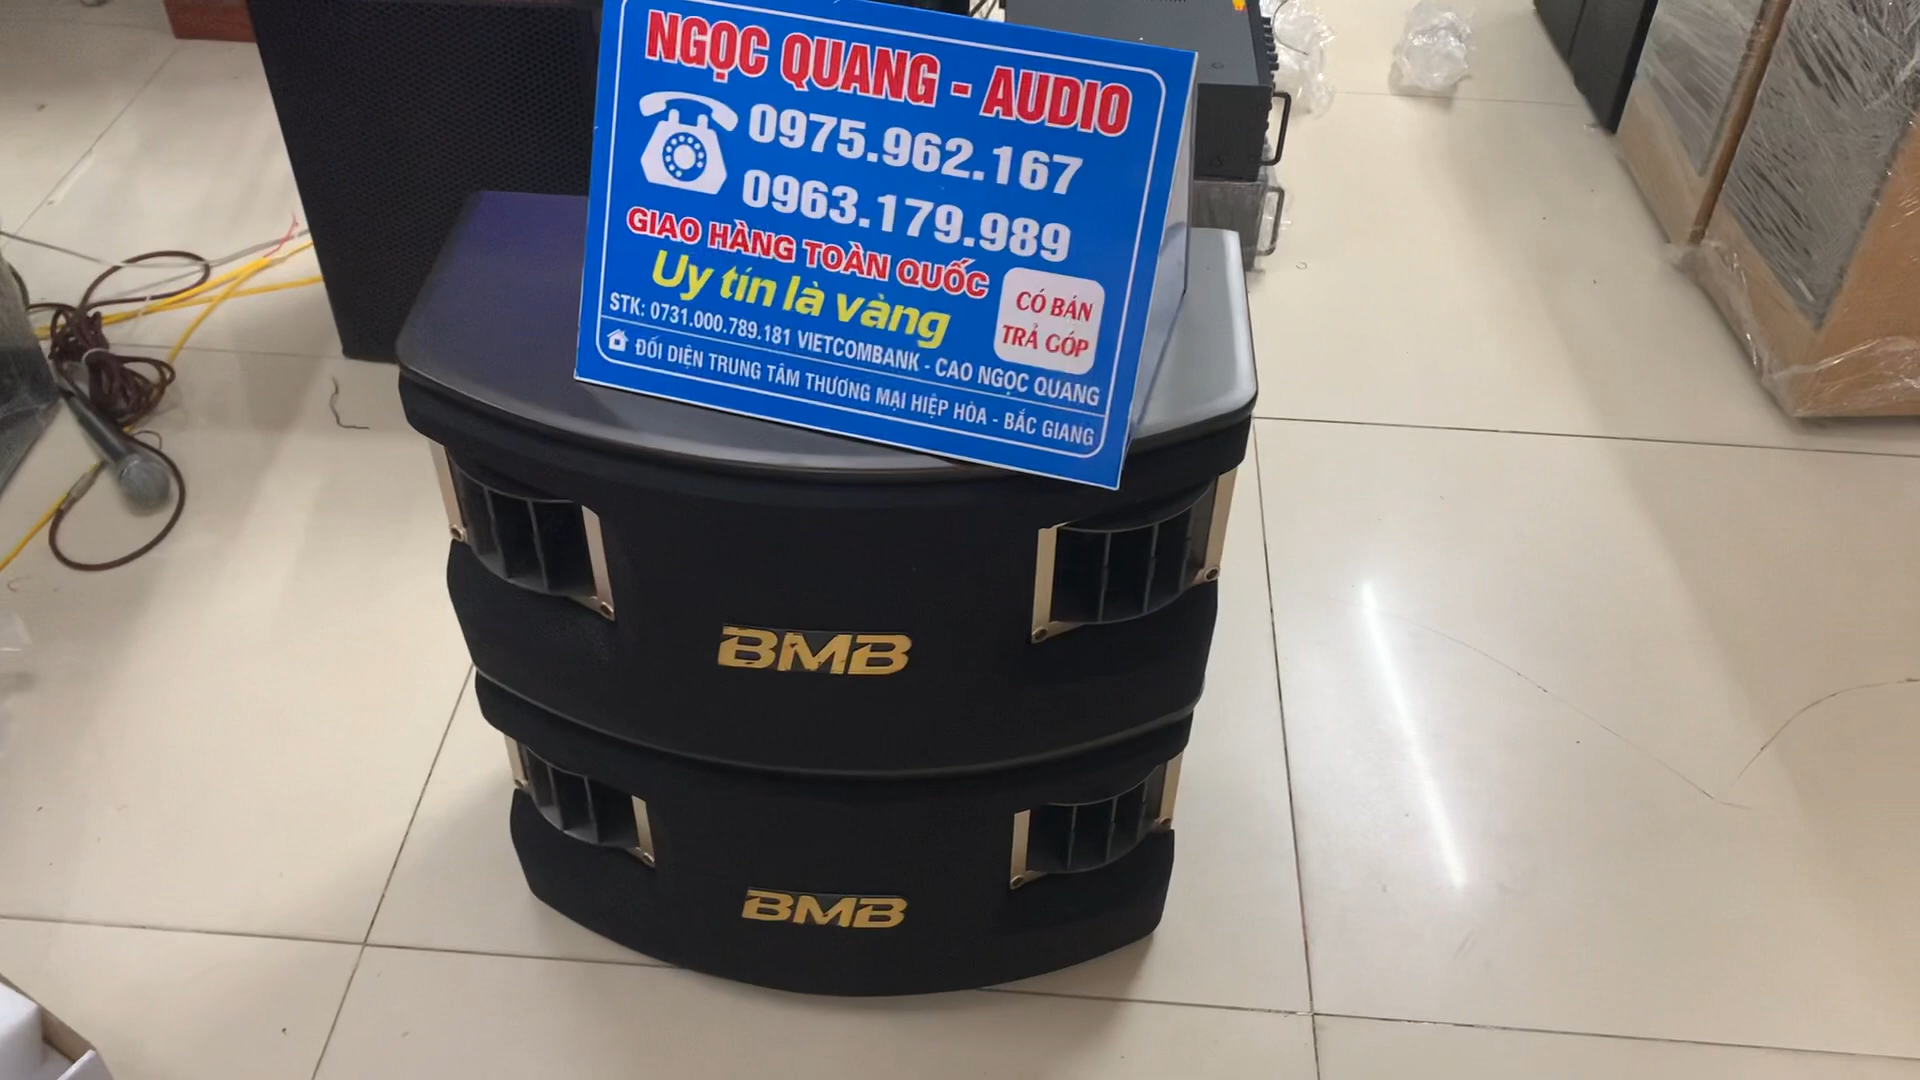 NGỌC QUANG - AUDIO
0975.962.167
0963.179.989
GIAO HÀNG TOÀN QUỐC
Uy tín là vàng
CÓ BÁN
TRẢ GÓP
STK: 0731.000.789.181 VIETCOMBANK - CAO NGỌC QUANG
ĐỐI DIỆN TRUNG TÂM THƯƠNG MẠI HIỆP HÒA - BẮC GIANG
BMB
BMB